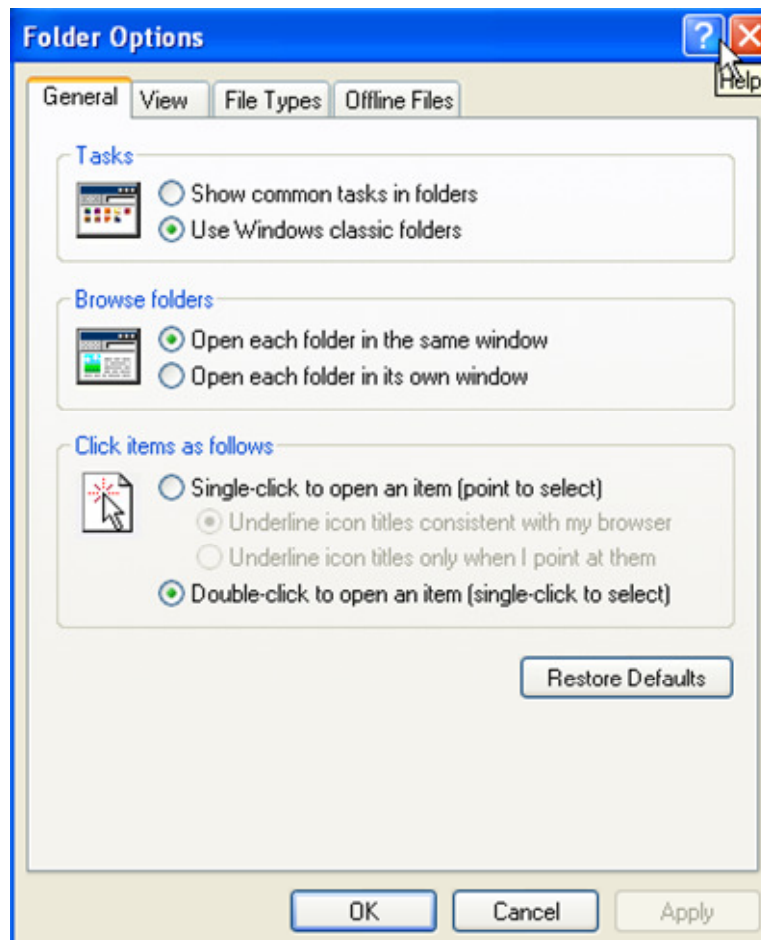 Folder Options
?
Help
General View File Types Offline Files
Tasks
Show common tasks in folders
Use Windows classic folders
Browse folders
Open each folder in the same window
Open each folder in its own window
Click items as follows
Single-click to open an item (point to select)
Underline icon titles consistent with my browser
Underline icon titles only when I point at them
Double-click to open an item (single-click to select)
Restore Defaults
OK Cancel Apply